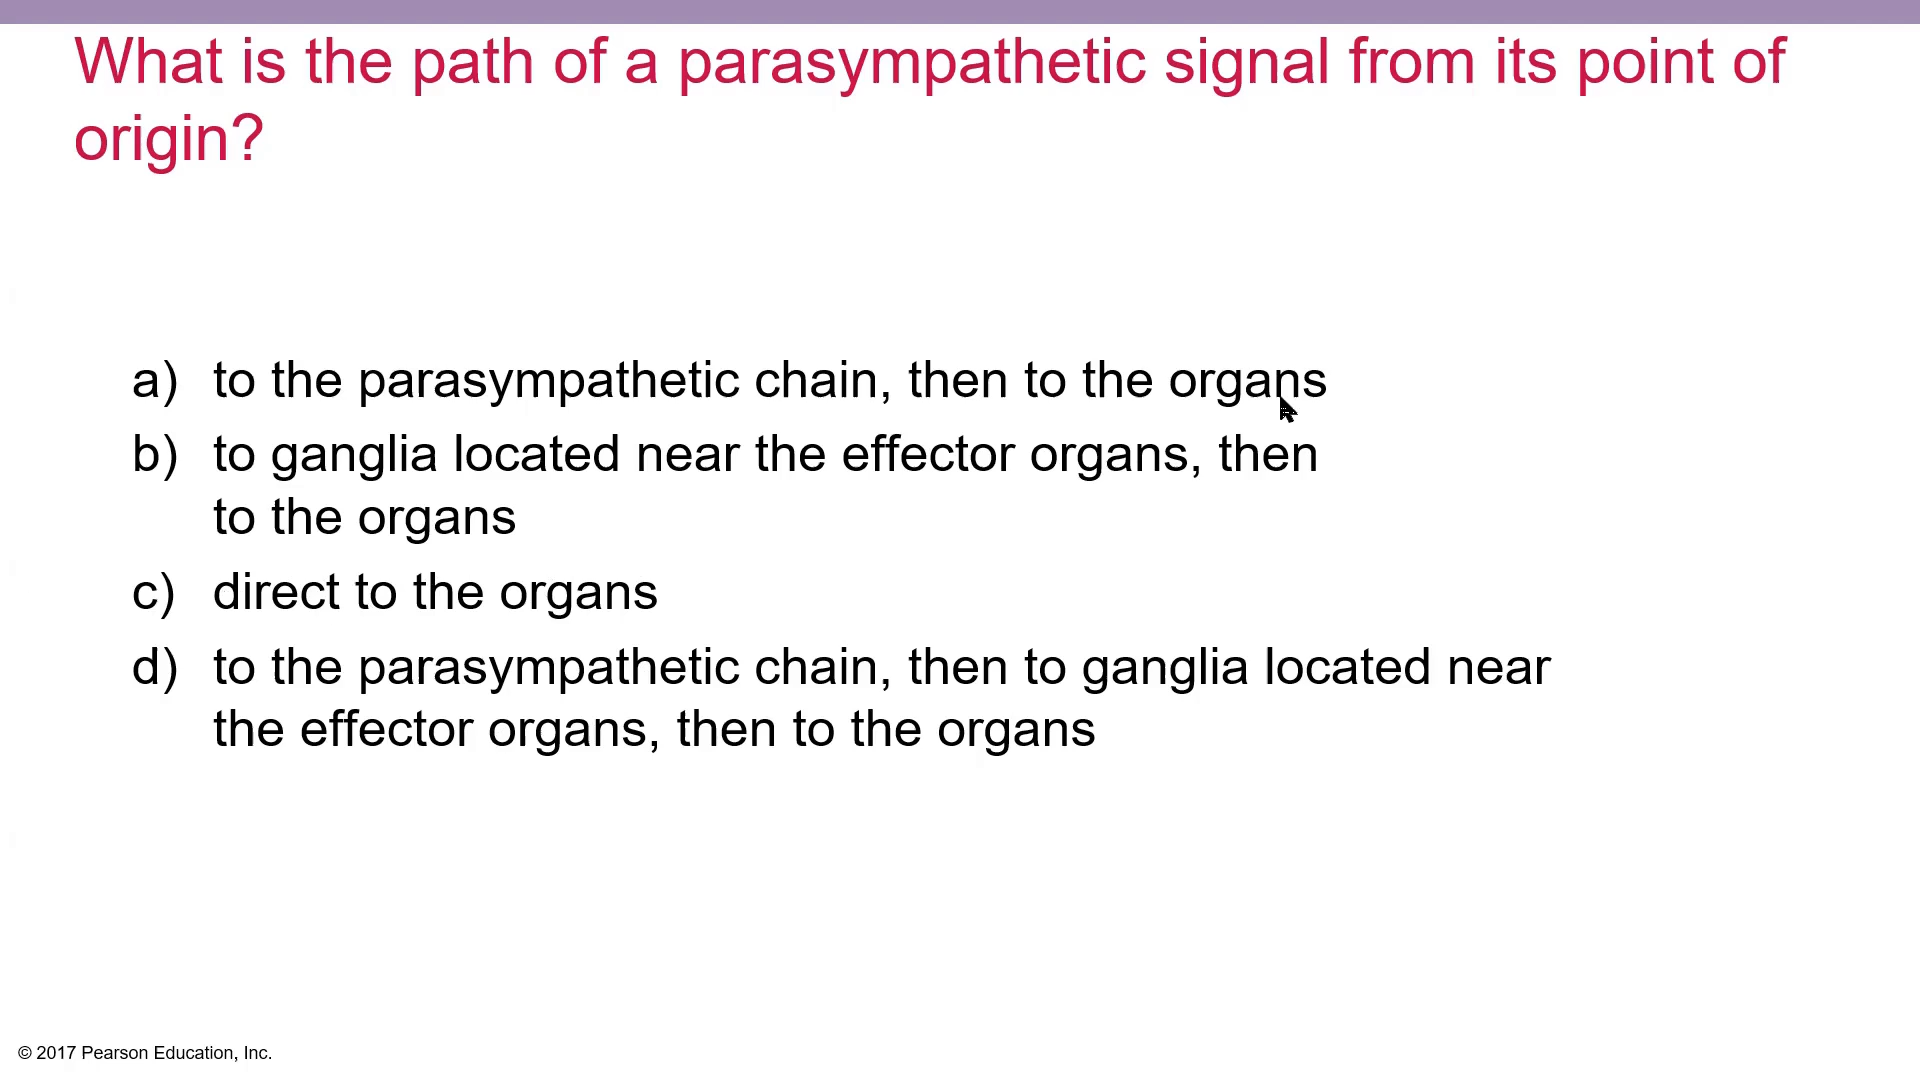 What is the path of a parasympathetic signal from its point of
origin?
a) to the parasympathetic chain, then to the organs
b) to ganglia located near the effector organs, then
to the organs
c) direct to the organs
d) to the parasympathetic chain, then to ganglia located near
the effector organs, then to the organs
© 2017 Pearson Education, Inc.